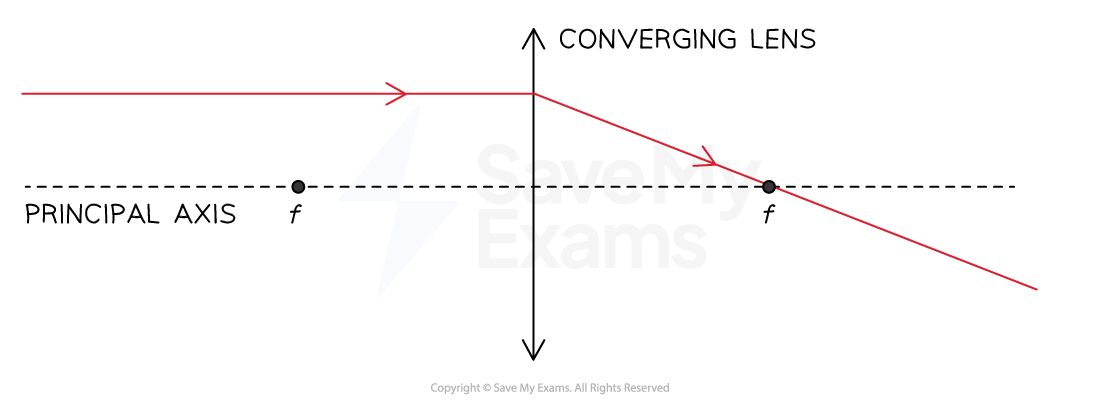 CONVERGING LENS
PRINCIPAL AXIS
f
f
Save My
Exams
Copyright © Save My Exams. All Rights Reserved